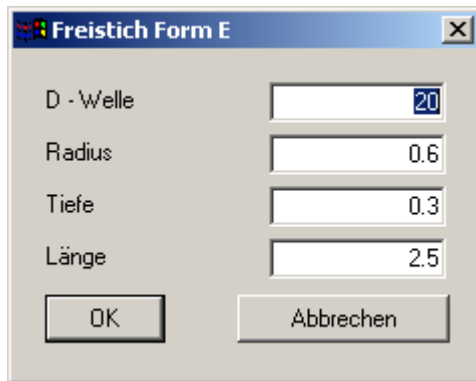 Freistich Form E
D - Welle 20
Radius 0.6
Tiefe 0.3
Länge 2.5
OK Abbrechen